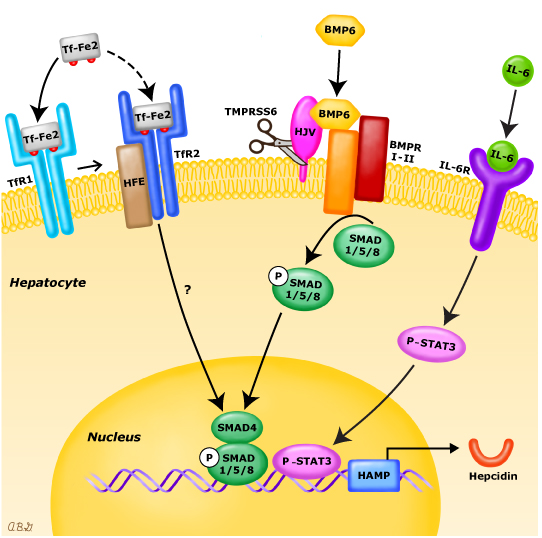 Tf-Fe2
BMP6
IL-6
TMPRSS6
Tf-Fe2
BMP6
Tf-Fe2
HJV
BMPR
I-II
IL-6
IL-6R
TfR1
HFE
TfR2
SMAD
1/5/8
P
SMAD
1/5/8
Hepatocyte
?
P-STAT3
SMAD4
Nucleus
P
SMAD
1/5/8
P-STAT3
HAMP
Hepcidin